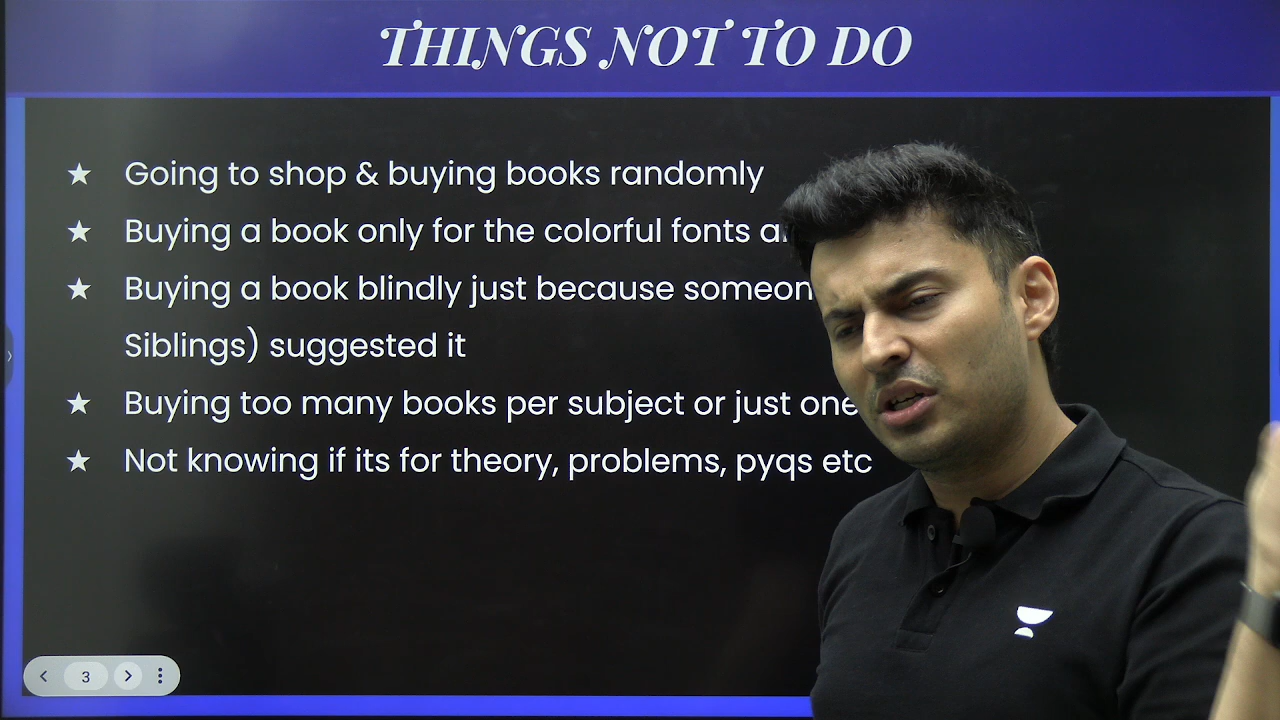 THINGS NOT TO DO
★ Going to shop & buying books randomly
★ Buying a book only for the colorful fonts
★ Buying a book blindly just because
Siblings) suggested it
★ Buying too many books per subject or just one
★ Not knowing if its for theory, problems, pyqs etc
3